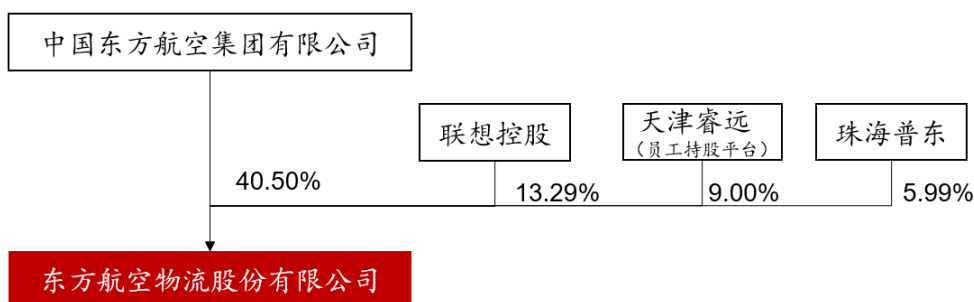 中国东方航空集团有限公司
联想控股
天津睿远
（员工持股平台）
珠海普东
40.50%
13.29%
9.00%
5.99%
东方航空物流股份有限公司